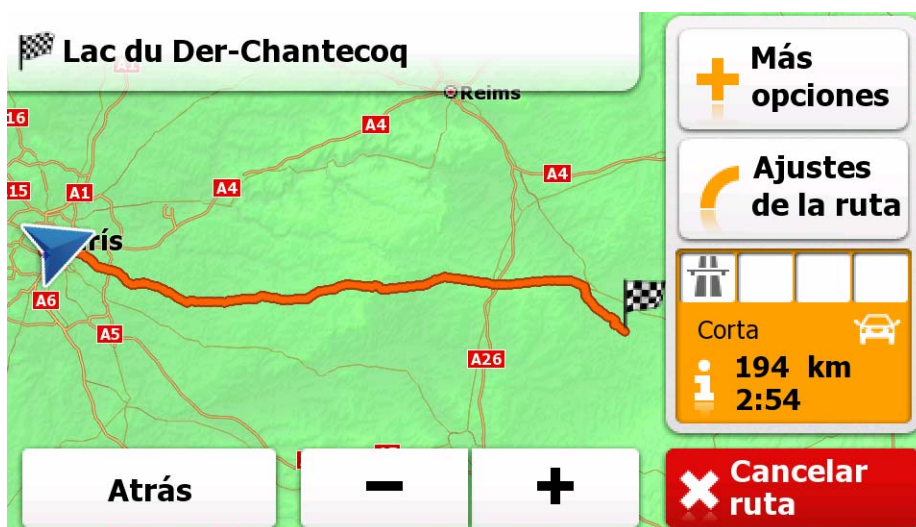 Lac du Der-Chantecoq
Más
opciones
Reims
16
A4
A4
A4
15
A1
Ajustes
de la ruta
rís
A6
A5
A26
Corta
194 km
2:54
Atrás
Cancelar
ruta